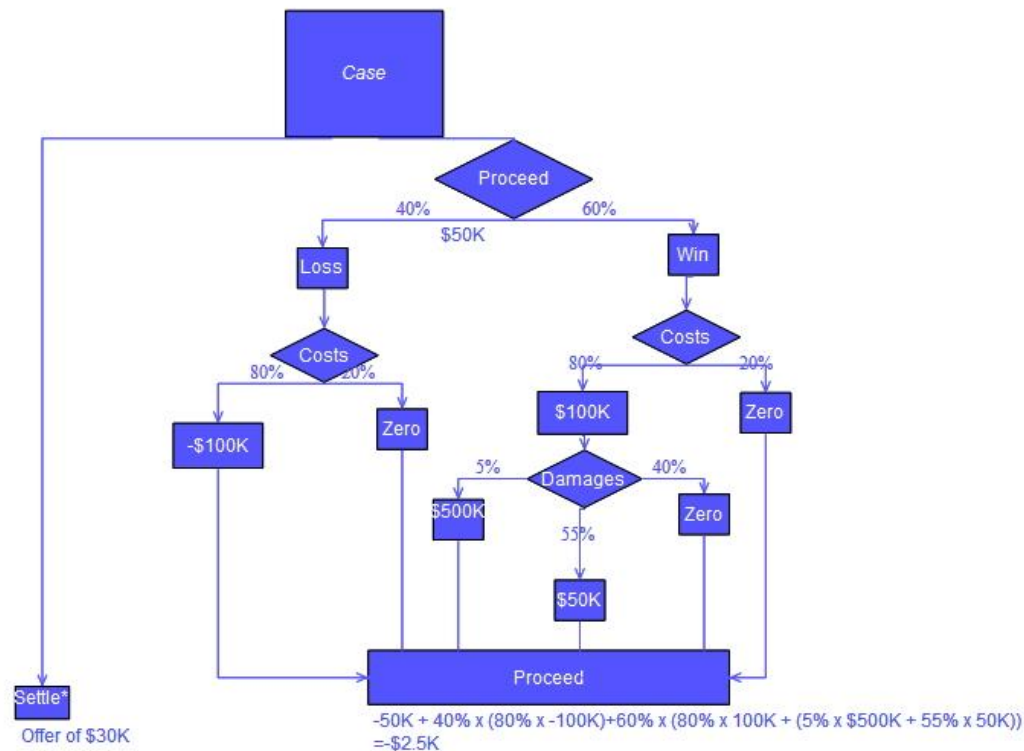 Case
Proceed
40%
60%
$50K
Loss
Win
Costs
Costs
80%
20%
80%
20%
-$100K
Zero
$100K
Zero
5%
Damages
40%
$500K
Zero
55%
$50K
Proceed
Settle*
Offer of $30K
-50K + 40% x (80% x -100K)+60% x (80% x 100K + (5% x $500K + 55% x 50K))
=-$2.5K